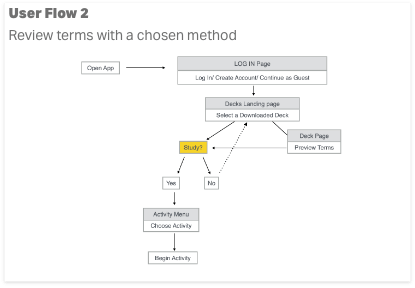 User Flow 2
Review terms with a chosen method
Open App
LOG IN Page
Log In/ Create Account/ Continue as Guest
Decks Landing page
Select a Downloaded Deck
Deck Page
Preview Terms
Study?
Yes
No
Activity Menu
Choose Activity
Begin Activity